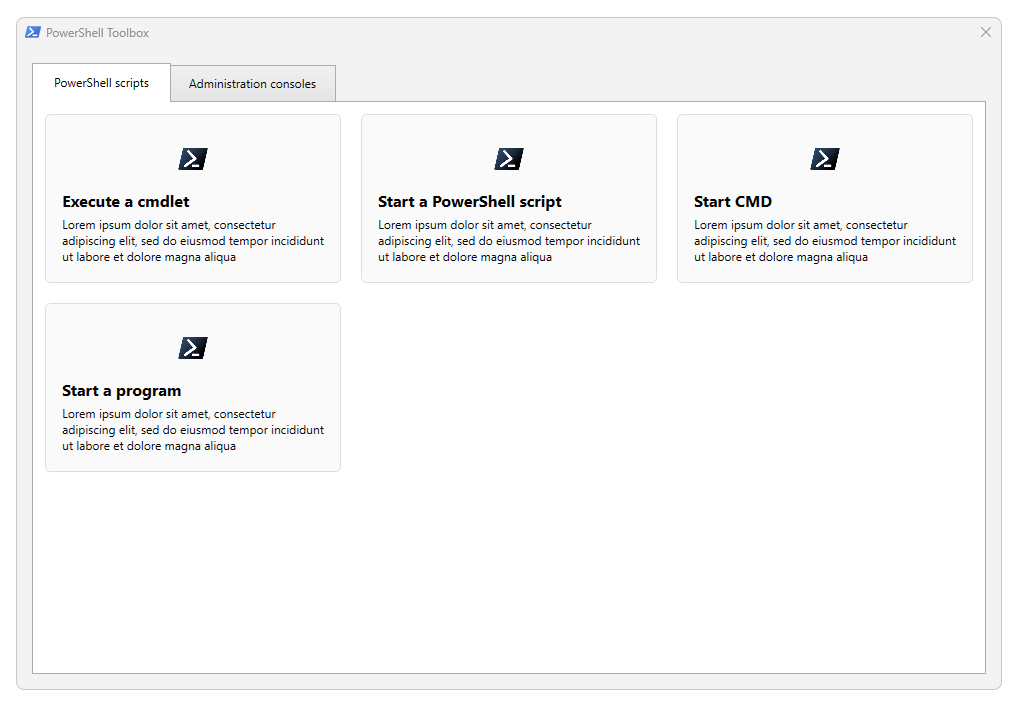 PowerShell Toolbox
PowerShell scripts
Administration consoles
Execute a cmdlet
Lorem ipsum dolor sit amet, consectetur
adipiscing elit, sed do eiusmod tempor incididunt
ut labore et dolore magna aliqua
Start a PowerShell script
Lorem ipsum dolor sit amet, consectetur
adipiscing elit, sed do eiusmod tempor incididunt
ut labore et dolore magna aliqua
Start CMD
Lorem ipsum dolor sit amet, consectetur
adipiscing elit, sed do eiusmod tempor incididunt
ut labore et dolore magna aliqua
Start a program
Lorem ipsum dolor sit amet, consectetur
adipiscing elit, sed do eiusmod tempor incididunt
ut labore et dolore magna aliqua